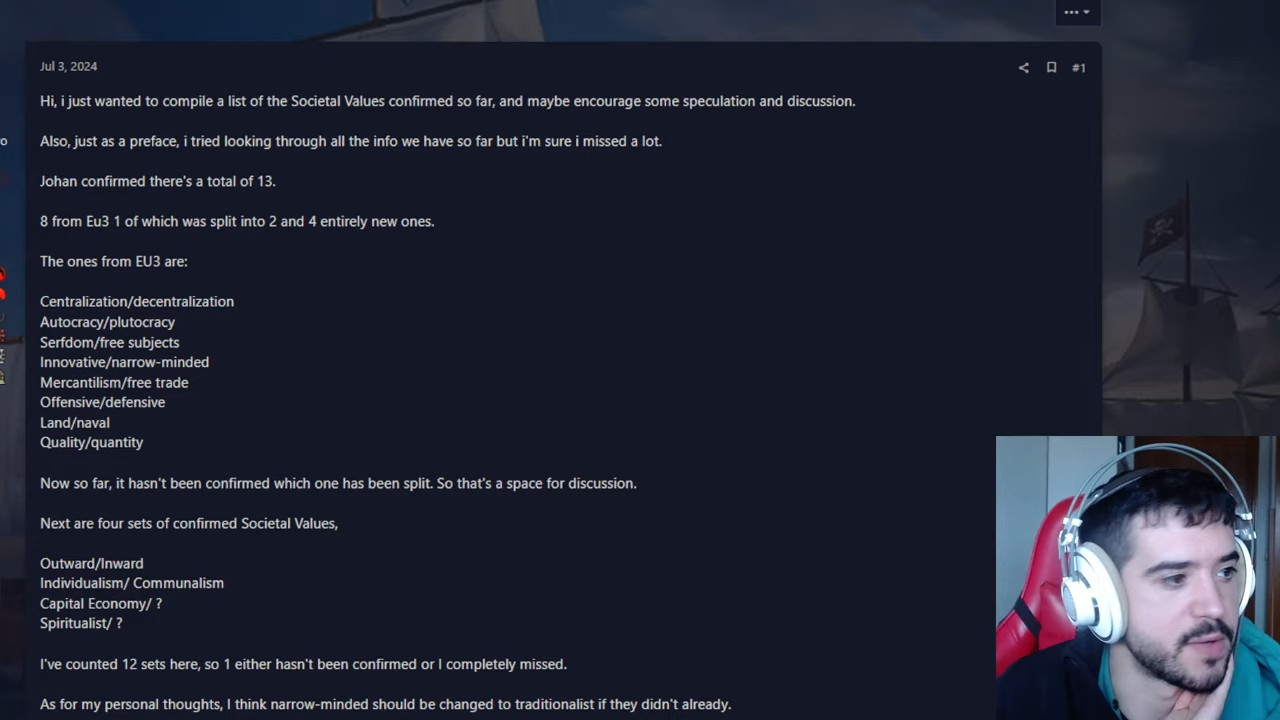 Jul 3, 2024
#1
Hi, i just wanted to compile a list of the Societal Values confirmed so far, and maybe encourage some speculation and discussion.
Also, just as a preface, i tried looking through all the info we have so far but i'm sure i missed a lot.
Johan confirmed there's a total of 13.
8 from Eu3 1 of which was split into 2 and 4 entirely new ones.
The ones from EU3 are:
Centralization/decentralization
Autocracy/plutocracy
Serfdom/free subjects
Innovative/narrow-minded
Mercantilism/free trade
Offensive/defensive
Land/naval
Quality/quantity
Now so far, it hasn't been confirmed which one has been split. So that's a space for discussion.
Next are four sets of confirmed Societal Values,
Outward/Inward
Individualism/ Communalism
Capital Economy/ ?
Spiritualist/ ?
I've counted 12 sets here, so 1 either hasn't been confirmed or I completely missed.
As for my personal thoughts, I think narrow-minded should be changed to traditionalist if they didn't already.